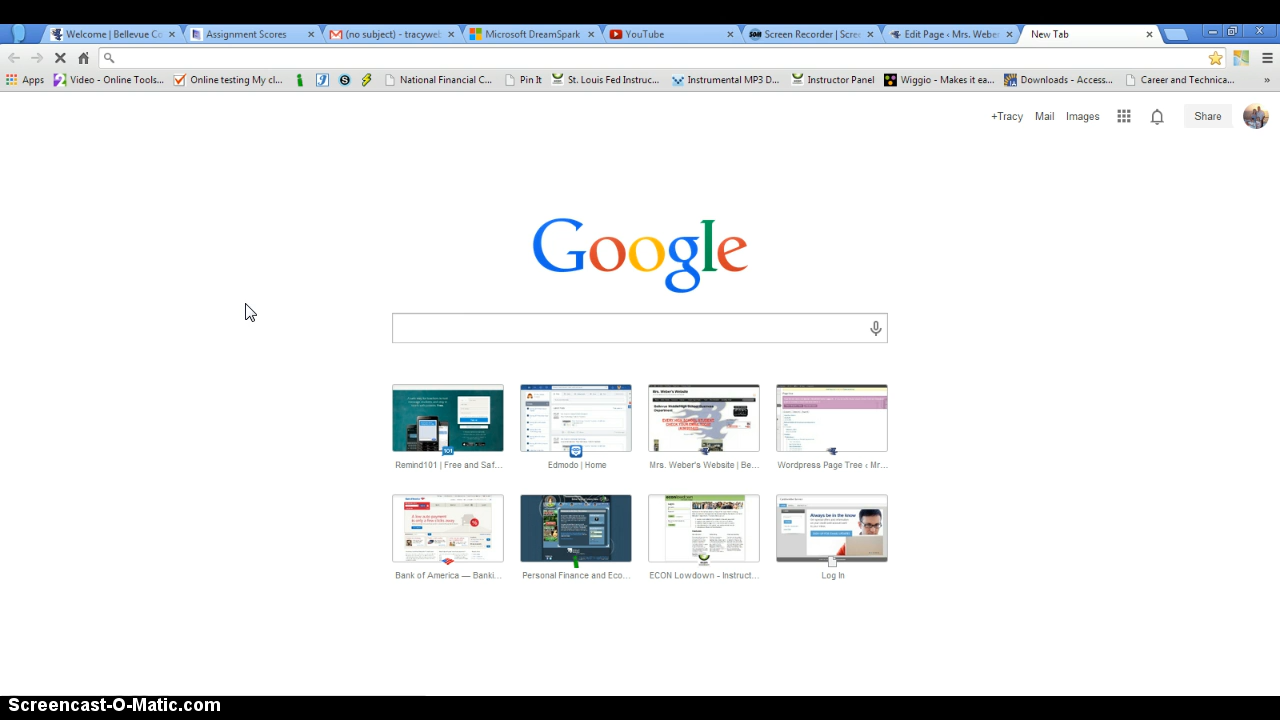 Welcome | Bellevue Co
Assignment Scores
(no subject) - tracyweb
Microsoft DreamSpark
YouTube
Screen Recorder | Scree
Edit Page ‹ Mrs. Weber
New Tab
Apps
Video - Online Tools...
Online testing My cl...
National Financial C...
Pin It
St. Louis Fed Instruc...
Instrumental MP3 D...
Instructor Panel
Wiggio - Makes it ea...
Downloads - Access...
Career and Technica...
+Tracy
Mail
Images
Share
Google
Remind101 | Free and Saf...
Edmodo | Home
Mrs. Weber's Website | Be...
Wordpress Page Tree ‹ Mr...
Bank of America — Banki...
Personal Finance and Eco...
ECON Lowdown - Instruct...
Log In
Screencast-O-Matic.com